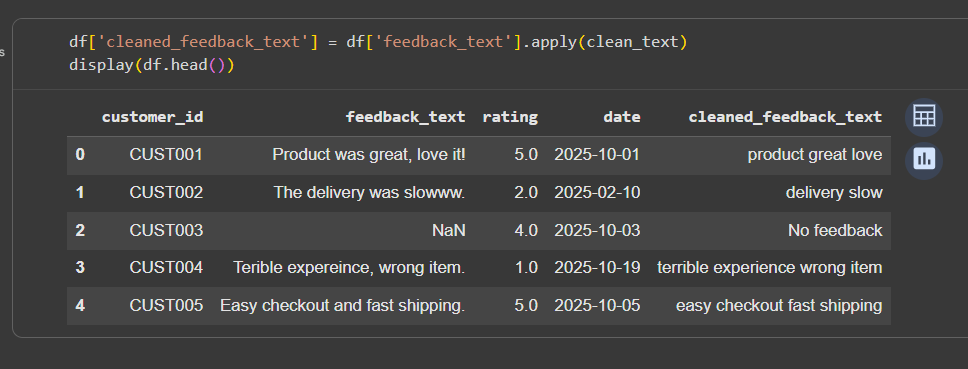 s
df['cleaned_feedback_text'] = df['feedback_text'].apply(clean_text)
display(df.head())
customer_id feedback_text rating date cleaned_feedback_text
0 CUST001 Product was great, love it! 5.0 2025-10-01 product great love
1 CUST002 The delivery was slowww. 2.0 2025-02-10 delivery slow
2 CUST003 NaN 4.0 2025-10-03 No feedback
3 CUST004 Terible expereince, wrong item. 1.0 2025-10-19 terrible experience wrong item
4 CUST005 Easy checkout and fast shipping. 5.0 2025-10-05 easy checkout fast shipping